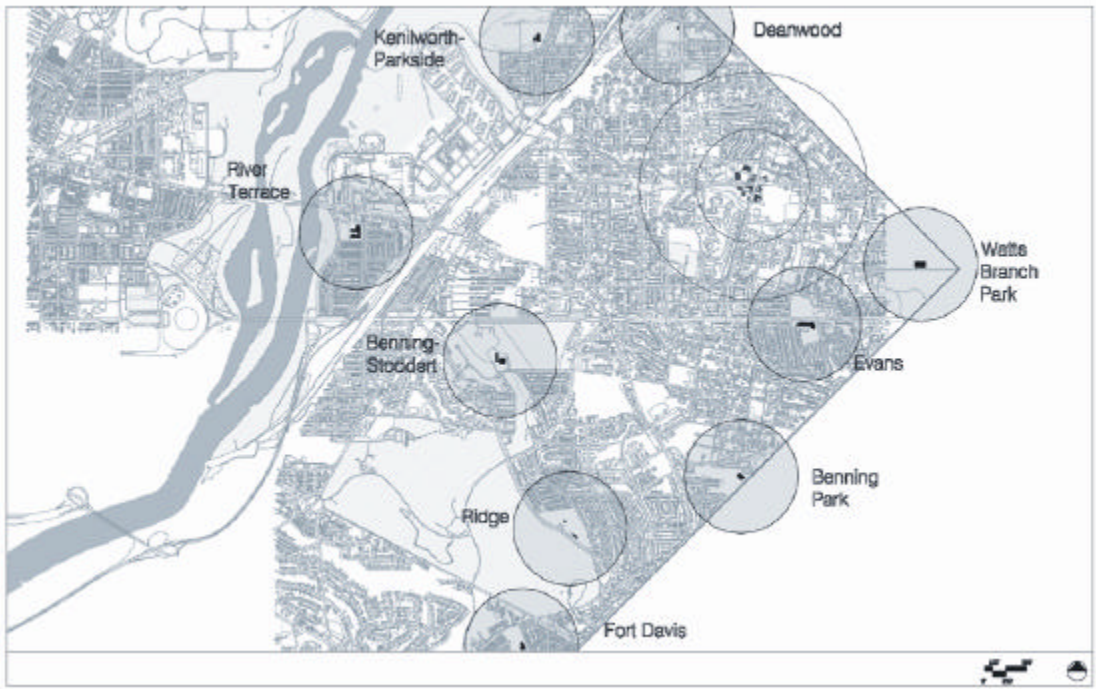 Kenilworth-
Parkside
Deanwood
River
Terrace
Watts
Branch
Park
Benning-
Stoddert
Evans
Benning
Park
Ridge
Fort Davis